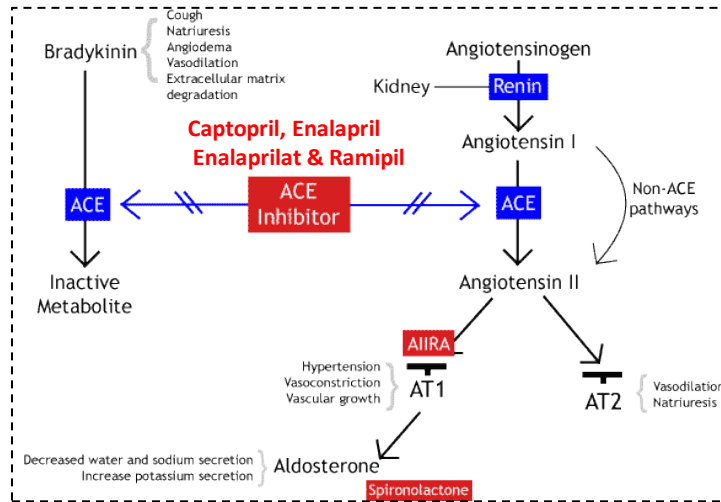 Cough
Natriuresis
Angiodema
Vasodilation
Extracellular matrix
degradation
Bradykinin
Angiotensinogen
Kidney
Renin
Captopril, Enalapril
Enalaprilat & Ramipil
Angiotensin I
ACE
ACE
Inhibitor
ACE
Non-ACE
pathways
Inactive
Metabolite
Angiotensin II
AIIRA
Hypertension
Vasoconstriction
Vascular growth
AT1
AT2
Vasodilation
Natriuresis
Decreased water and sodium secretion
Increase potassium secretion
Aldosterone
Spironolactone